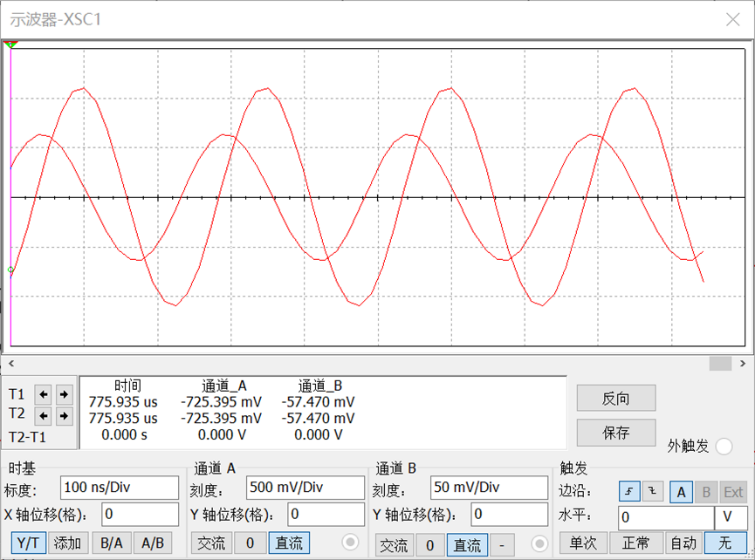 示波器-XSC1
时间 通道_A 通道_B
T1 775.935 us -725.395 mV -57.470 mV
T2 775.935 us -725.395 mV -57.470 mV
T2-T1 0.000 s 0.000 V 0.000 V
反向
保存
外触发
时基
标度: 100 ns/Div
X 轴位移(格): 0
Y/T 添加 B/A A/B
通道 A
刻度: 500 mV/Div
Y 轴位移(格): 0
交流 0 直流
通道 B
刻度: 50 mV/Div
Y 轴位移(格): 0
交流 0 直流 -
触发
边沿: A B Ext
水平: 0 V
单次 正常 自动 无